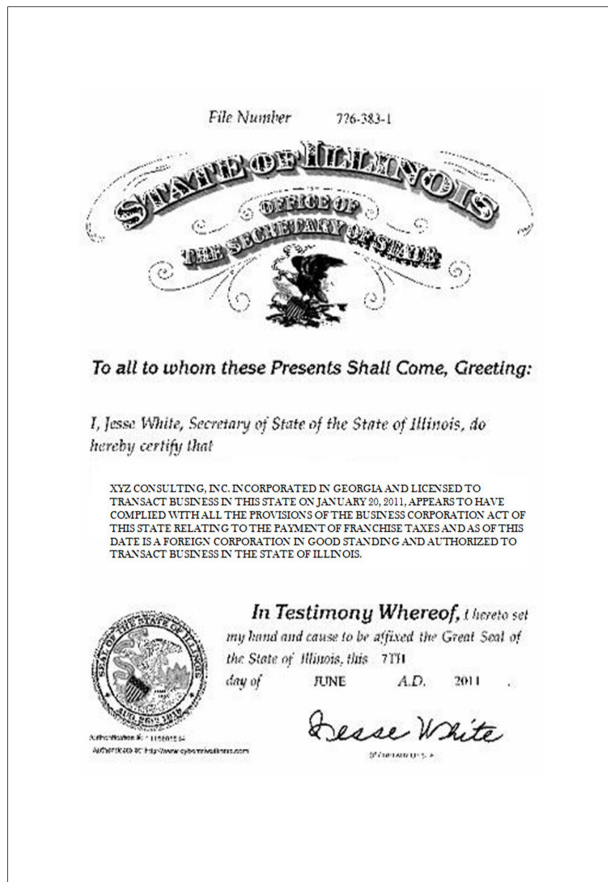 File Number 776-383-1
STATE OF ILLINOIS
OFFICE OF
THE SECRETARY OF STATE
To all to whom these Presents Shall Come, Greeting:
I, Jesse White, Secretary of State of the State of Illinois, do
hereby certify that
XYZ CONSULTING, INC. INCORPORATED IN GEORGIA AND LICENSED TO
TRANSACT BUSINESS IN THIS STATE ON JANUARY 20, 2011, APPEARS TO HAVE
COMPLIED WITH ALL THE PROVISIONS OF THE BUSINESS CORPORATION ACT OF
THIS STATE RELATING TO THE PAYMENT OF FRANCHISE TAXES AND AS OF THIS
DATE IS A FOREIGN CORPORATION IN GOOD STANDING AND AUTHORIZED TO
TRANSACT BUSINESS IN THE STATE OF ILLINOIS.
In Testimony Whereof, I hereto set
my hand and cause to be affixed the Great Seal of
the State of Illinois, this 7TH
day of JUNE A.D. 2011 .
SEAL OF THE STATE OF ILLINOIS
AUG. 26TH 1818
Jesse White
Authentication #:
Authenticate at: